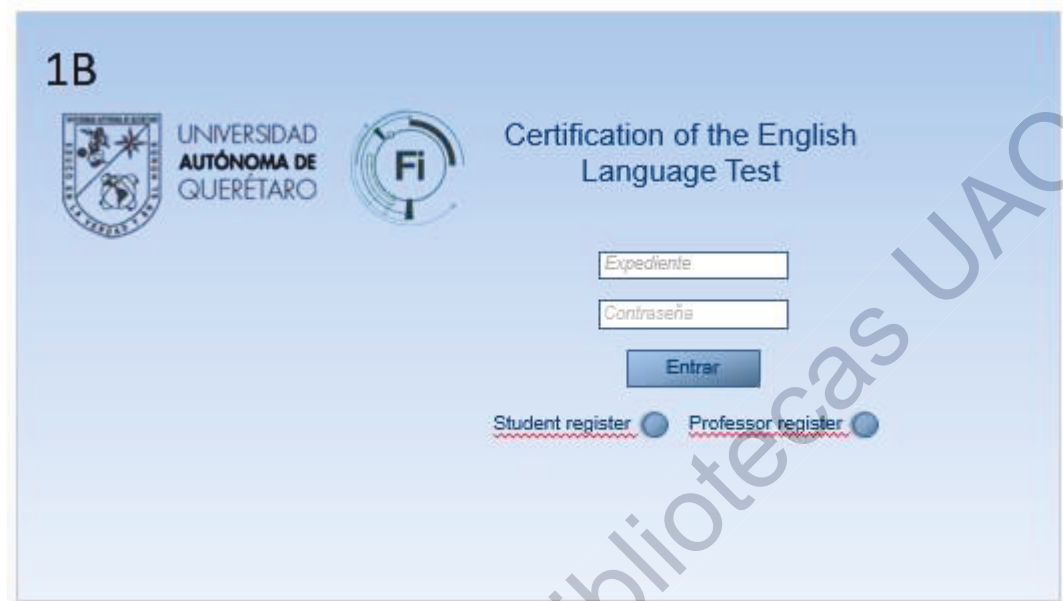 1B
UNIVERSIDAD
AUTÓNOMA DE
QUERÉTARO
Fi
Certification of the English
Language Test
Expediente
Contraseña
Entrar
Student register
Professor register
bibliotecas UAQ